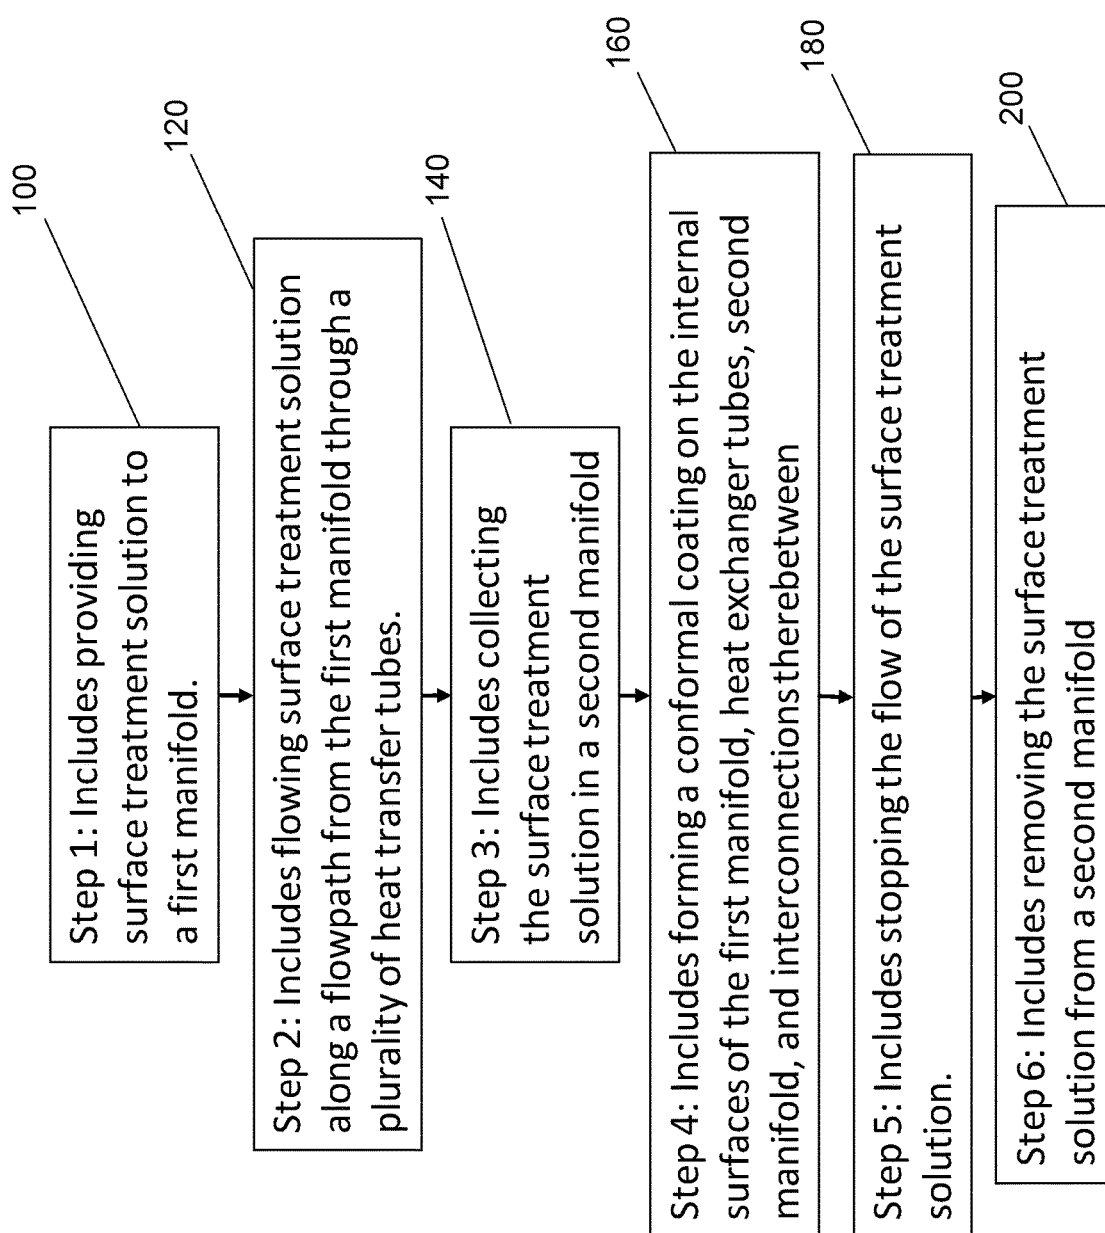 100
Step 1: Includes providing
surface treatment solution to
a first manifold.
120
Step 2: Includes flowing surface treatment solution
along a flowpath from the first manifold through a
plurality of heat transfer tubes.
140
Step 3: Includes collecting
the surface treatment
solution in a second manifold
160
Step 4: Includes forming a conformal coating on the internal
surfaces of the first manifold, heat exchanger tubes, second
manifold, and interconnections therebetween
180
Step 5: Includes stopping the flow of the surface treatment
solution.
200
Step 6: Includes removing the surface treatment
solution from a second manifold